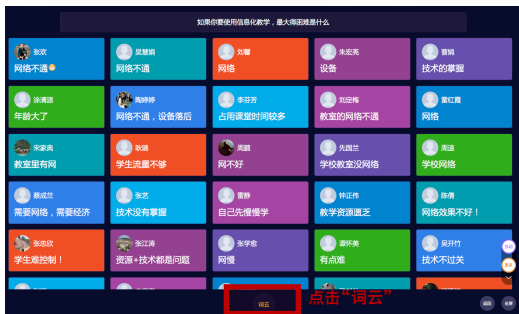 如果你要使用信息化教学，最大得困难是什么
张欢
网络不通
吴慧娟
网络不通
刘馨
网络
朱宏亮
设备
曹娟
技术的掌握
涂清源
年龄大了
陶婷婷
网络不通，设备落后
李芬芳
占用课堂时间较多
刘应梅
教室的网络不通
雷红霞
网络
宋家典
教室里有网
耿媚
学生流量不够
周鹏
网不好
先国兰
学校教室没网络
周遥
学校网络
蔡成兰
需要网络，需要经济
张艺
技术没有掌握
雷静
自己先慢慢学
钟正伟
教学资源匮乏
陈倩
网络效果不好！
张志欣
学生难控制！
张江涛
资源+技术都是问题
张学愈
网慢
谭怀美
有点难
吴开竹
技术不过关
词云
点击“词云”
返回
全屏